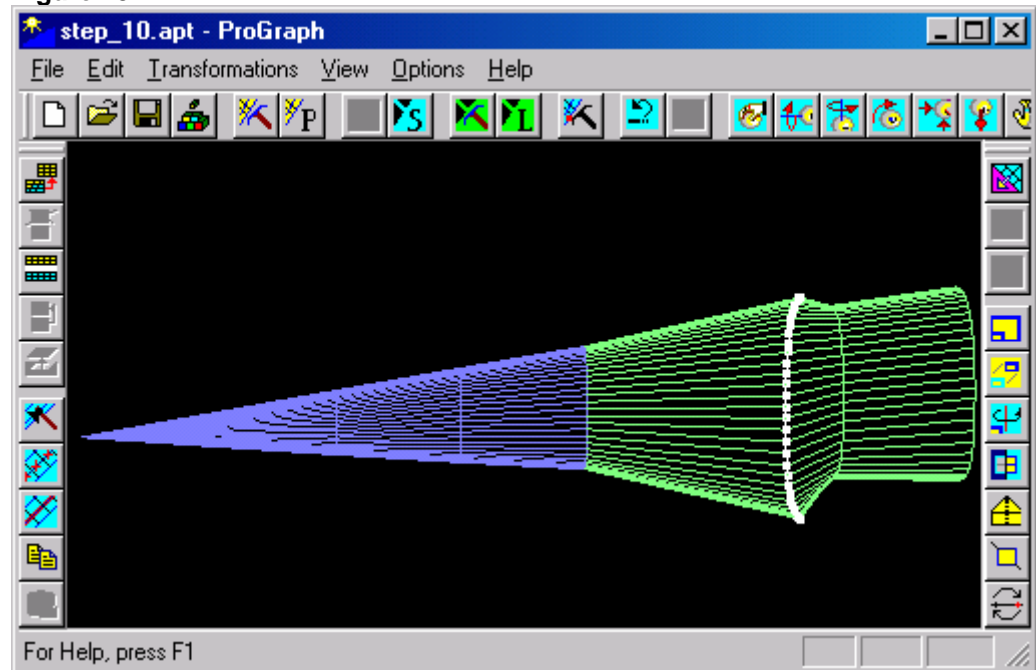 step_10.apt - ProGraph
File Edit Transformations View Options Help
P S L
For Help, press F1